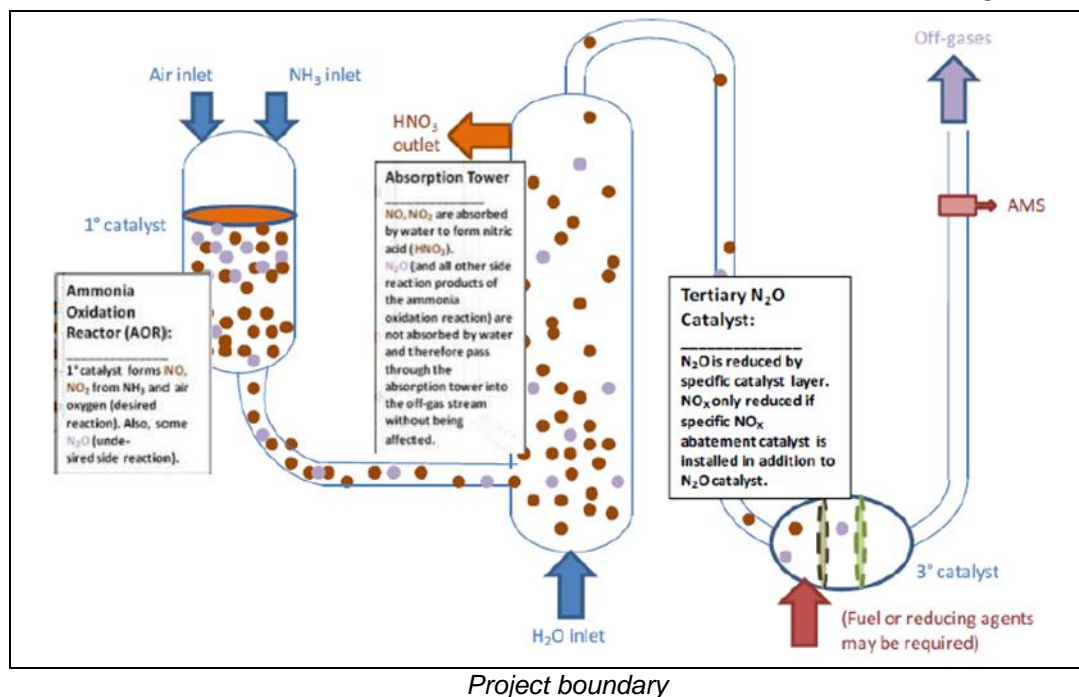 Off-gases
Air inlet
NH₃ inlet
HNO₃
outlet
Absorption Tower
NO, NO₂ are absorbed
by water to form nitric
acid (HNO₃).
N₂O (and all other side
reaction products of
the ammonia
oxidation reaction) are
not absorbed by water
and therefore pass
through the
absorption tower into
the off-gas stream
without being
affected.
AMS
1° catalyst
Ammonia
Oxidation
Reactor (AOR):
1° catalyst forms NO,
NO₂ from NH₃ and air
oxygen (desired
reaction). Also, some
N₂O (unde-
sired side reaction).
Tertiary N₂O
Catalyst:
N₂O is reduced by
specific catalyst layer.
NOₓ only reduced if
specific NOₓ
abatement catalyst is
installed in addition to
N₂O catalyst.
3° catalyst
H₂O inlet
(Fuel or reducing agents
may be required)
Project boundary